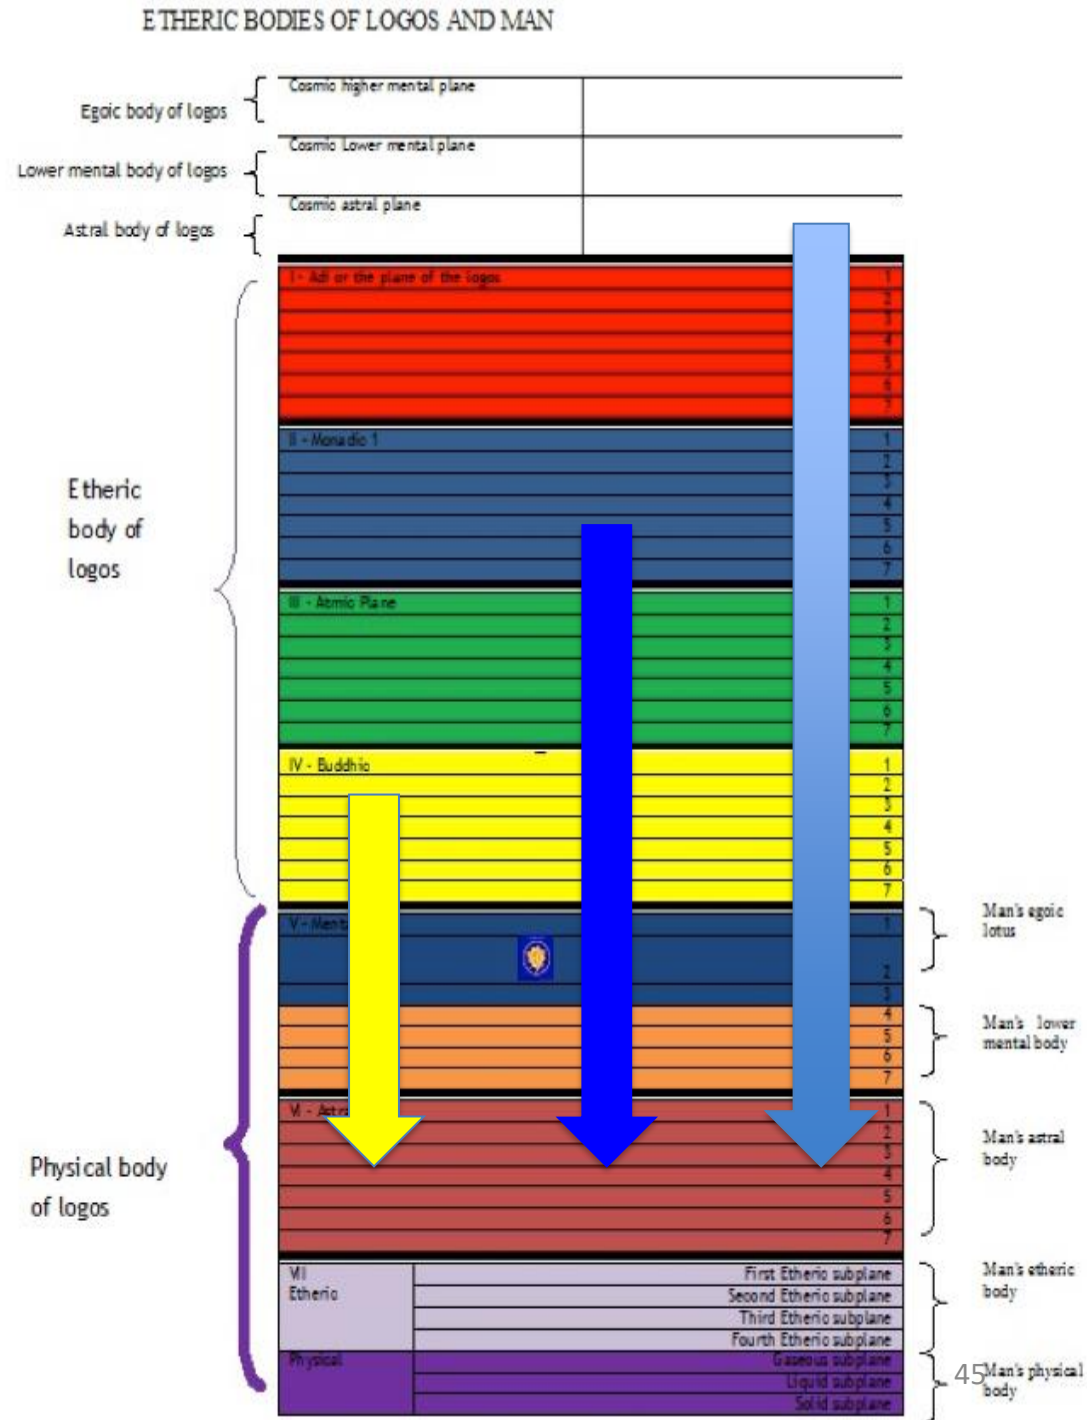 ETHERIC BODIES OF LOGOS AND MAN
Egoic body of logos
Cosmic higher mental plane
Lower mental body of logos
Cosmic Lower mental plane
Astral body of logos
Cosmic astral plane
Etheric
body of
logos
I - Adi or the plane of the logos
1
2
3
4
5
6
7
II - Monadic 1
1
2
3
4
5
6
7
III - Atmic Plane
1
2
3
4
5
6
7
IV - Buddhic
1
2
3
4
5
6
7
Physical body
of logos
V - Ment
1
2
3
4
5
6
7
Man's egoic
lotus
Man's lower
mental body
VI - Astr
1
2
3
4
5
6
7
Man's astral
body
VII
Etheric
First Etheric subplane
Second Etheric subplane
Third Etheric subplane
Fourth Etheric subplane
Man's etheric
body
Physical
Gaseous subplane
Liquid subplane
Solid subplane
45
Man's physical
body